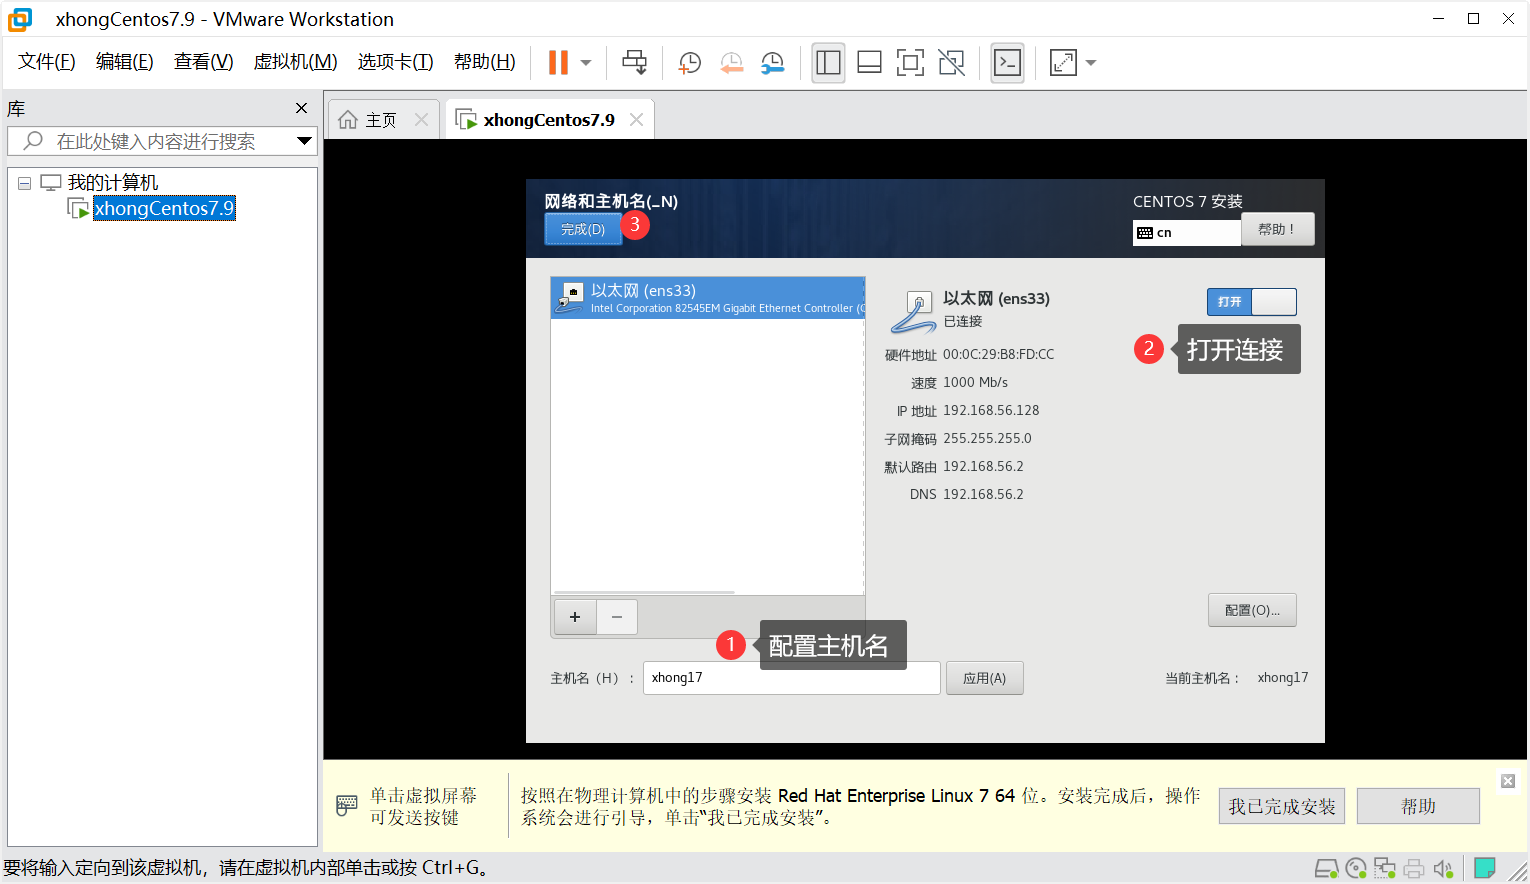 xhongCentos7.9 - VMware Workstation
文件(F) 编辑(E) 查看(V) 虚拟机(M) 选项卡(T) 帮助(H)
库
在此处键入内容进行搜索
我的计算机
xhongCentos7.9
主页
xhongCentos7.9
网络和主机名(_N)
完成(D)
3
CENTOS 7 安装
cn
帮助！
以太网 (ens33)
Intel Corporation 82545EM Gigabit Ethernet Controller (
以太网 (ens33)
已连接
打开
2
打开连接
硬件地址 00:0C:29:B8:FD:CC
速度 1000 Mb/s
IP 地址 192.168.56.128
子网掩码 255.255.255.0
默认路由 192.168.56.2
DNS 192.168.56.2
+ −
配置(O)...
1
配置主机名
主机名（H）： xhong17
应用(A)
当前主机名： xhong17
单击虚拟屏幕
可发送按键
按照在物理计算机中的步骤安装 Red Hat Enterprise Linux 7 64 位。安装完成后，操作
系统会进行引导，单击“我已完成安装”。
我已完成安装
帮助
要将输入定向到该虚拟机，请在虚拟机内部单击或按 Ctrl+G。